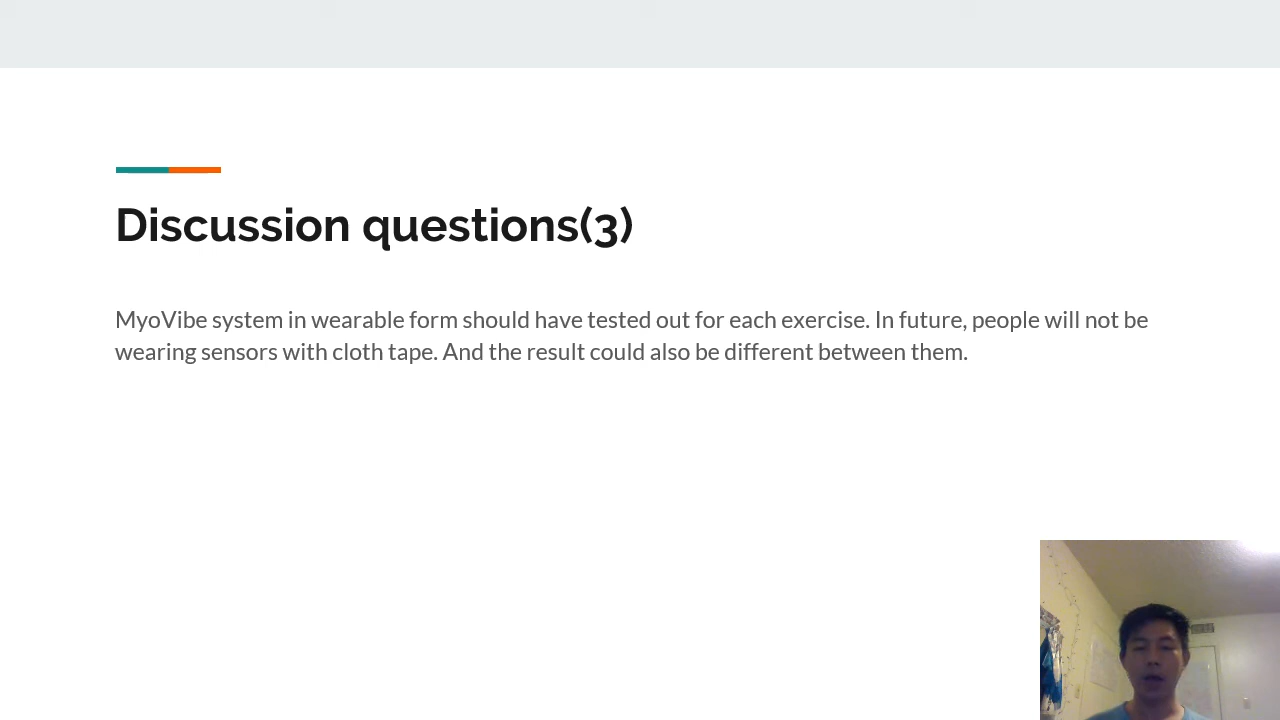 Discussion questions(3)
MyoVibe system in wearable form should have tested out for each exercise. In future, people will not be
wearing sensors with cloth tape. And the result could also be different between them.